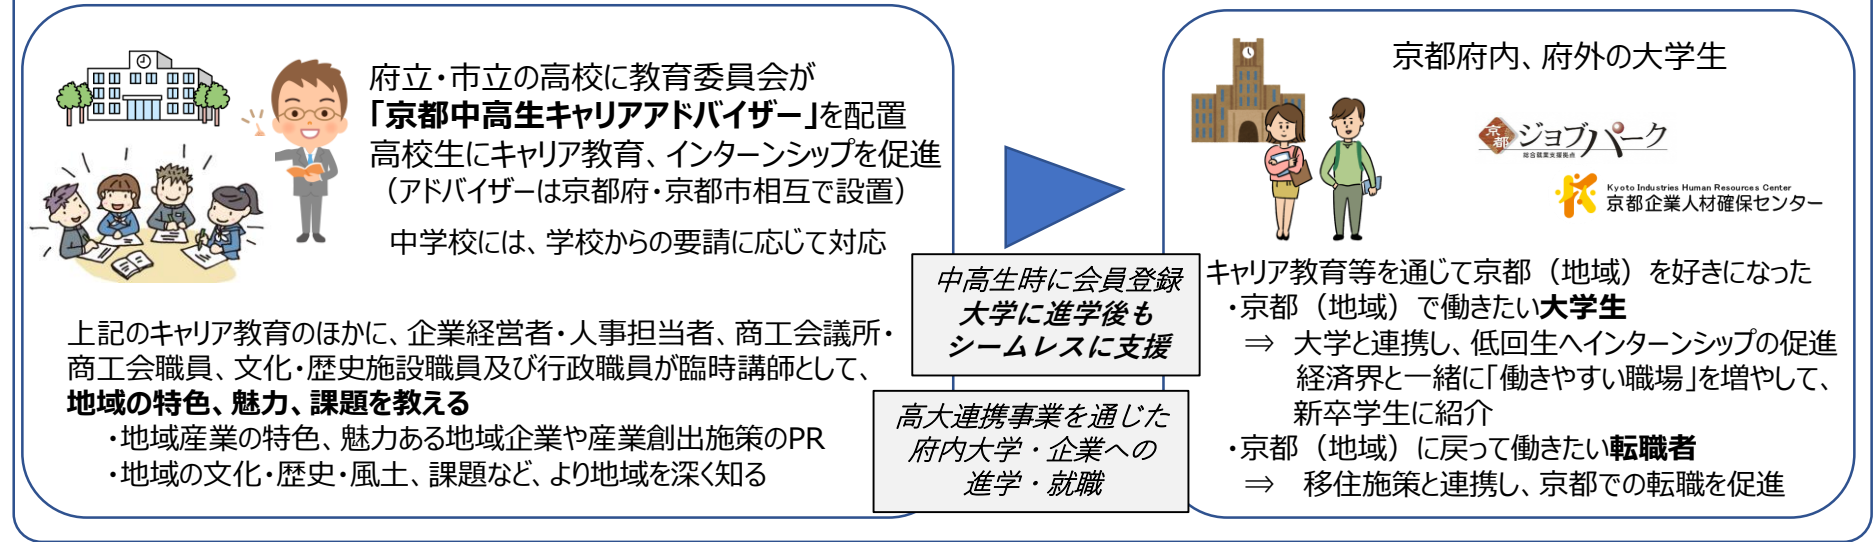 府立・市立の高校に教育委員会が
「京都中高生キャリアアドバイザー」を配置
高校生にキャリア教育、インターンシップを促進
（アドバイザーは京都府・京都市相互で設置）
中学校には、学校からの要請に応じて対応
上記のキャリア教育のほかに、企業経営者・人事担当者、商工会議所・
商工会職員、文化・歴史施設職員及び行政職員が臨時講師として、
地域の特色、魅力、課題を教える
・地域産業の特色、魅力ある地域企業や産業創出施策のPR
・地域の文化・歴史・風土、課題など、より地域を深く知る
中高生時に会員登録
大学に進学後も
シームレスに支援
高大連携事業を通じた
府内大学・企業への
進学・就職
京都府内、府外の大学生
京都 ジョブパーク
総合就業支援拠点
Kyoto Industries Human Resources Center
京都企業人材確保センター
キャリア教育等を通じて京都（地域）を好きになった
・京都（地域）で働きたい大学生
⇒ 大学と連携し、低回生へインターンシップの促進
経済界と一緒に「働きやすい職場」を増やして、
新卒学生に紹介
・京都（地域）に戻って働きたい転職者
⇒ 移住施策と連携し、京都での転職を促進